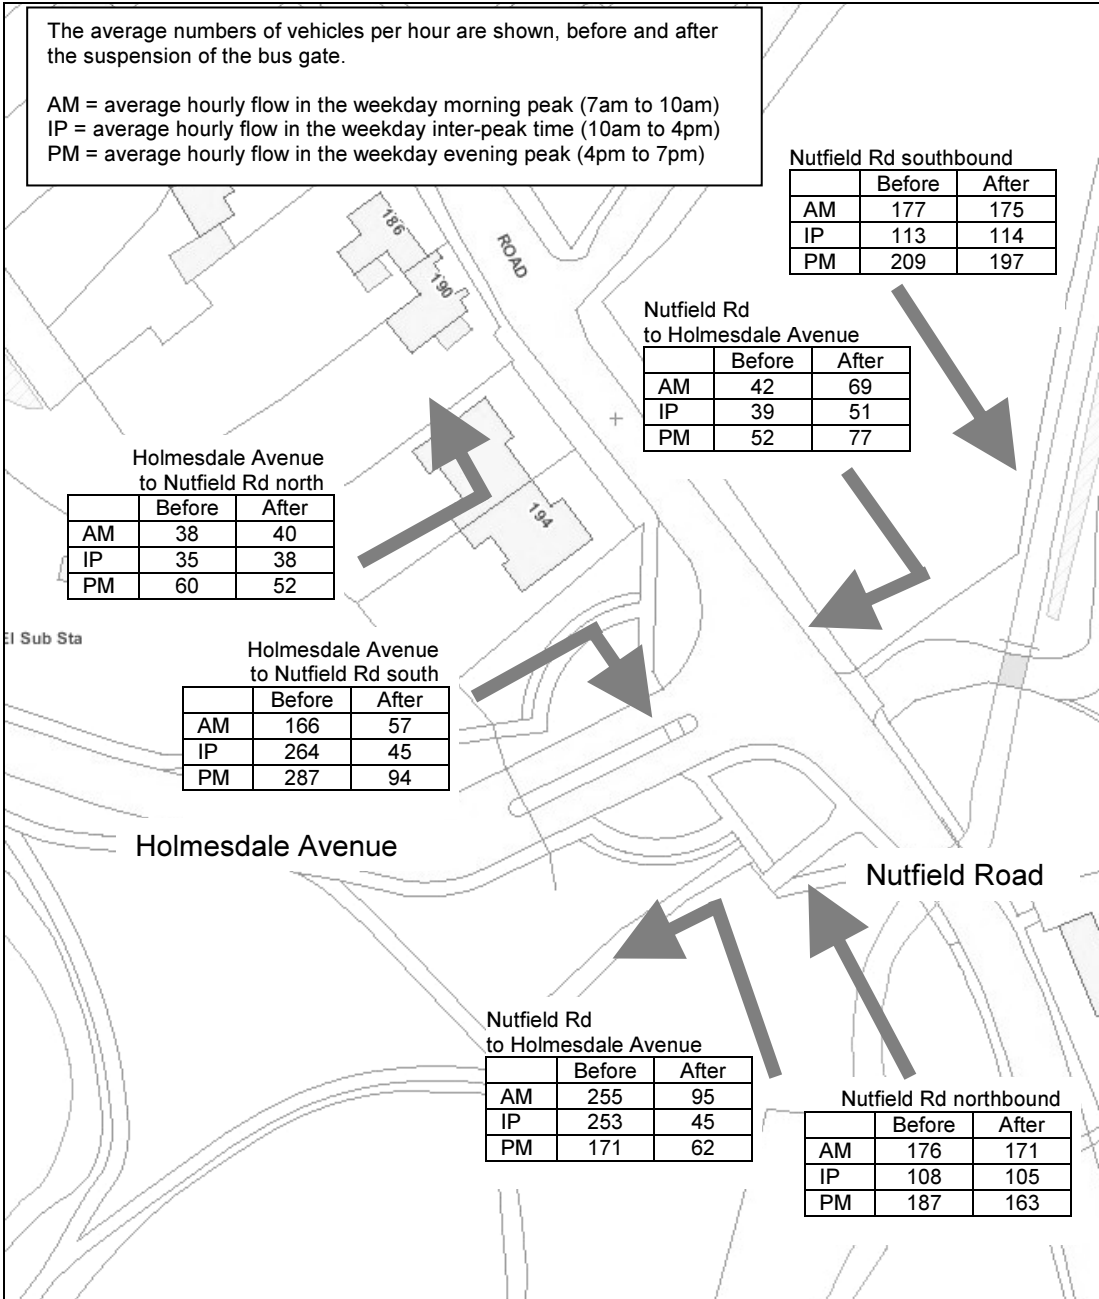 The average numbers of vehicles per hour are shown, before and after
the suspension of the bus gate.
AM = average hourly flow in the weekday morning peak (7am to 10am)
IP = average hourly flow in the weekday inter-peak time (10am to 4pm)
PM = average hourly flow in the weekday evening peak (4pm to 7pm)
Nutfield Rd southbound
Before After
AM 177 175
IP 113 114
PM 209 197
186
190
ROAD
Nutfield Rd
to Holmesdale Avenue
Before After
AM 42 69
IP 39 51
PM 52 77
Holmesdale Avenue
to Nutfield Rd north
Before After
AM 38 40
IP 35 38
PM 60 52
194
El Sub Sta
Holmesdale Avenue
to Nutfield Rd south
Before After
AM 166 57
IP 264 45
PM 287 94
Holmesdale Avenue
Nutfield Road
Nutfield Rd
to Holmesdale Avenue
Before After
AM 255 95
IP 253 45
PM 171 62
Nutfield Rd northbound
Before After
AM 176 171
IP 108 105
PM 187 163